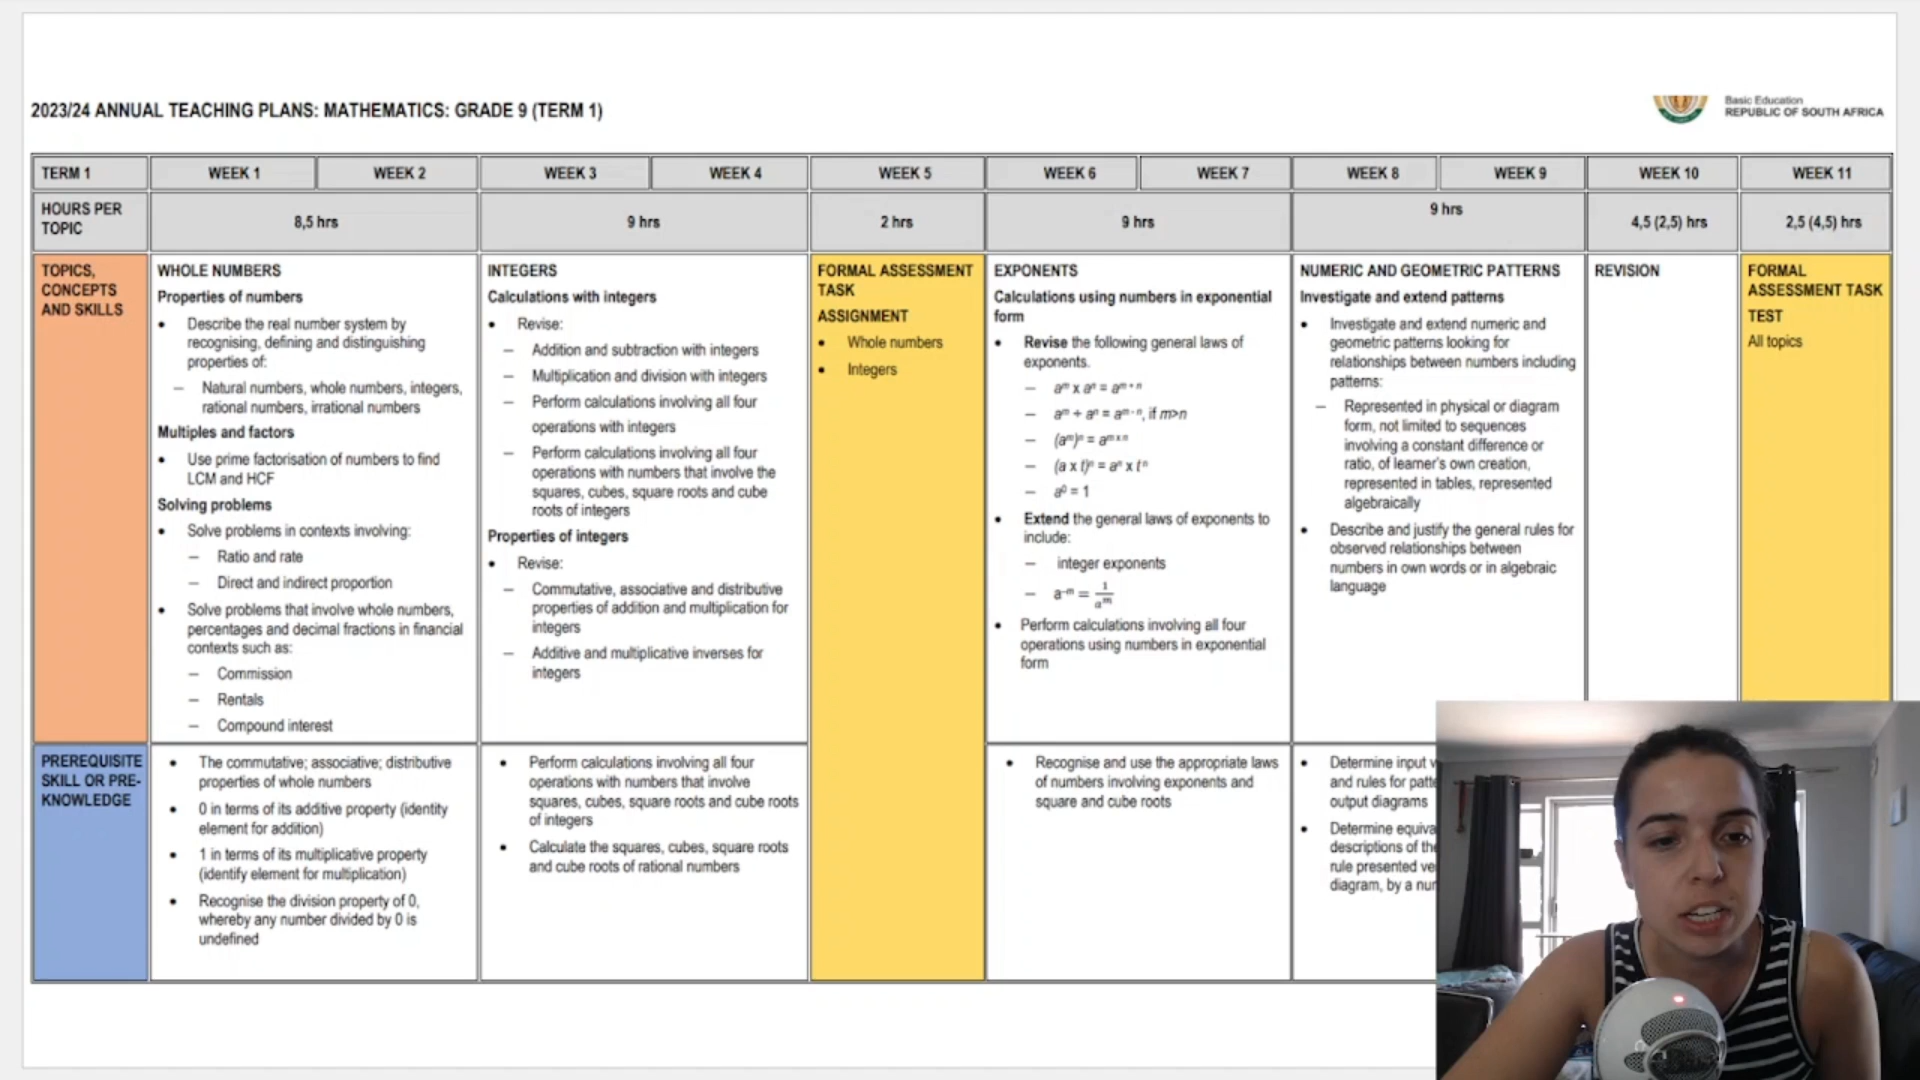 2023/24 ANNUAL TEACHING PLANS: MATHEMATICS: GRADE 9 (TERM 1)
Basic Education
REPUBLIC OF SOUTH AFRICA
TERM 1
WEEK 1
WEEK 2
WEEK 3
WEEK 4
WEEK 5
WEEK 6
WEEK 7
WEEK 8
WEEK 9
WEEK 10
WEEK 11
HOURS PER
TOPIC
8,5 hrs
9 hrs
2 hrs
9 hrs
9 hrs
4,5 (2,5) hrs
2,5 (4,5) hrs
TOPICS,
CONCEPTS
AND SKILLS
WHOLE NUMBERS
Properties of numbers
• Describe the real number system by
recognising, defining and distinguishing
properties of:
– Natural numbers, whole numbers, integers,
rational numbers, irrational numbers
Multiples and factors
• Use prime factorisation of numbers to find
LCM and HCF
Solving problems
• Solve problems in contexts involving:
– Ratio and rate
– Direct and indirect proportion
• Solve problems that involve whole numbers,
percentages and decimal fractions in financial
contexts such as:
– Commission
– Rentals
– Compound interest
INTEGERS
Calculations with integers
• Revise:
– Addition and subtraction with integers
– Multiplication and division with integers
– Perform calculations involving all four
operations with integers
– Perform calculations involving all four
operations with numbers that involve the
squares, cubes, square roots and cube
roots of integers
Properties of integers
• Revise:
– Commutative, associative and distributive
properties of addition and multiplication for
integers
– Additive and multiplicative inverses for
integers
FORMAL ASSESSMENT
TASK
ASSIGNMENT
• Whole numbers
• Integers
EXPONENTS
Calculations using numbers in exponential
form
• Revise the following general laws of
exponents.
– aᵐ x aⁿ = aᵐ⁺ⁿ
– aᵐ ÷ aⁿ = aᵐ⁻ⁿ, if m>n
– (aᵐ)ⁿ = aᵐˣⁿ
– (a x t)ⁿ = aⁿ x tⁿ
– a⁰ = 1
• Extend the general laws of exponents to
include:
– integer exponents
– a⁻ᵐ = 1/aᵐ
• Perform calculations involving all four
operations using numbers in exponential
form
NUMERIC AND GEOMETRIC PATTERNS
Investigate and extend patterns
• Investigate and extend numeric and
geometric patterns looking for
relationships between numbers including
patterns:
– Represented in physical or diagram
form, not limited to sequences
involving a constant difference or
ratio, of learner's own creation,
represented in tables, represented
algebraically
• Describe and justify the general rules for
observed relationships between
numbers in own words or in algebraic
language
REVISION
FORMAL
ASSESSMENT TASK
TEST
All topics
PREREQUISITE
SKILL OR PRE-
KNOWLEDGE
• The commutative; associative; distributive
properties of whole numbers
• 0 in terms of its additive property (identity
element for addition)
• 1 in terms of its multiplicative property
(identify element for multiplication)
• Recognise the division property of 0,
whereby any number divided by 0 is
undefined
• Perform calculations involving all four
operations with numbers that involve
squares, cubes, square roots and cube roots
of integers
• Calculate the squares, cubes, square roots
and cube roots of rational numbers
• Recognise and use the appropriate laws
of numbers involving exponents and
square and cube roots
• Determine input
and rules for
output diagrams
• Determine
descriptions of
rule presented
diagram, by a